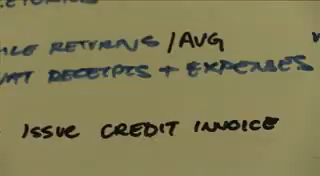 RETURNS / AVG
RECEIPTS + EXPENSES
ISSUE CREDIT INVOICE